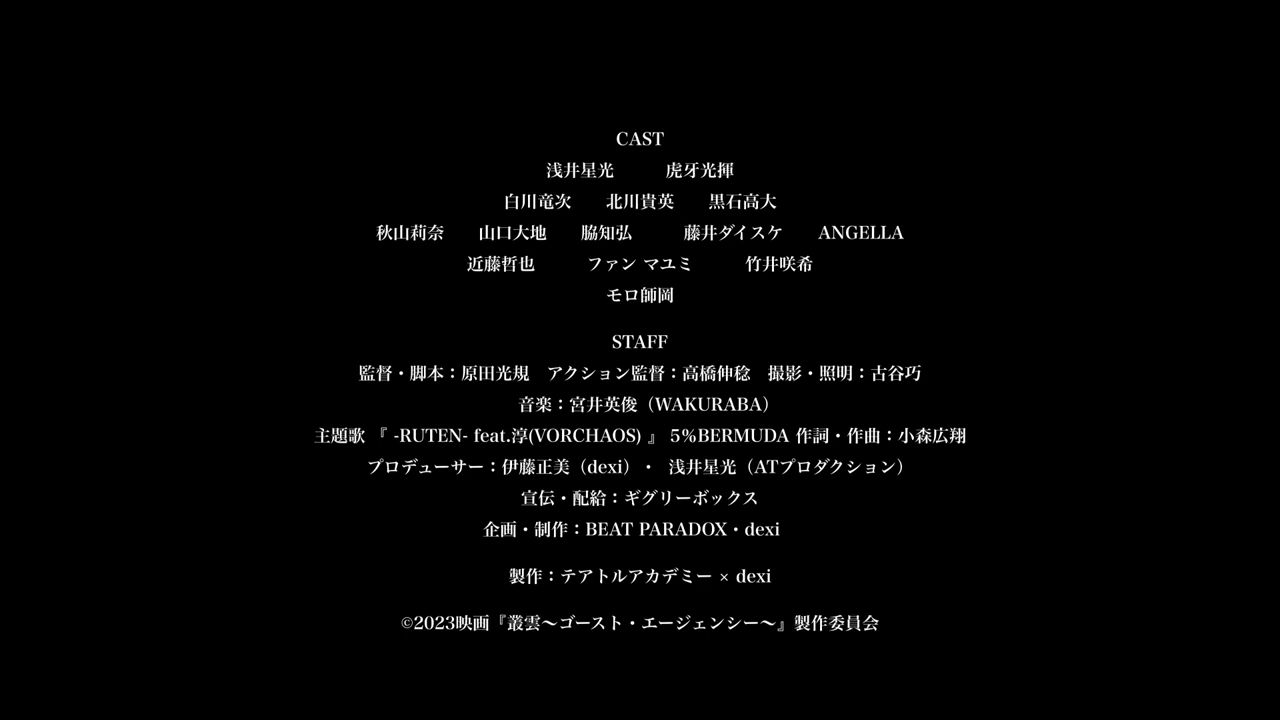 CAST
浅井星光 虎牙光揮
白川竜次 北川貴英 黒石高大
秋山莉奈 山口大地 脇知弘 藤井ダイスケ ANGELLA
近藤哲也 ファン マユミ 竹井咲希
モロ師岡
STAFF
監督・脚本：原田光規 アクション監督：高橋伸稔 撮影・照明：古谷巧
音楽：宮井英俊（WAKURABA）
主題歌 『 -RUTEN- feat.淳(VORCHAOS) 』 5%BERMUDA 作詞・作曲：小森広翔
プロデューサー：伊藤正美（dexi）・ 浅井星光（ATプロダクション）
宣伝・配給：ギグリーボックス
企画・制作：BEAT PARADOX・dexi
製作：テアトルアカデミー × dexi
©2023映画『叢雲〜ゴースト・エージェンシー〜』製作委員会